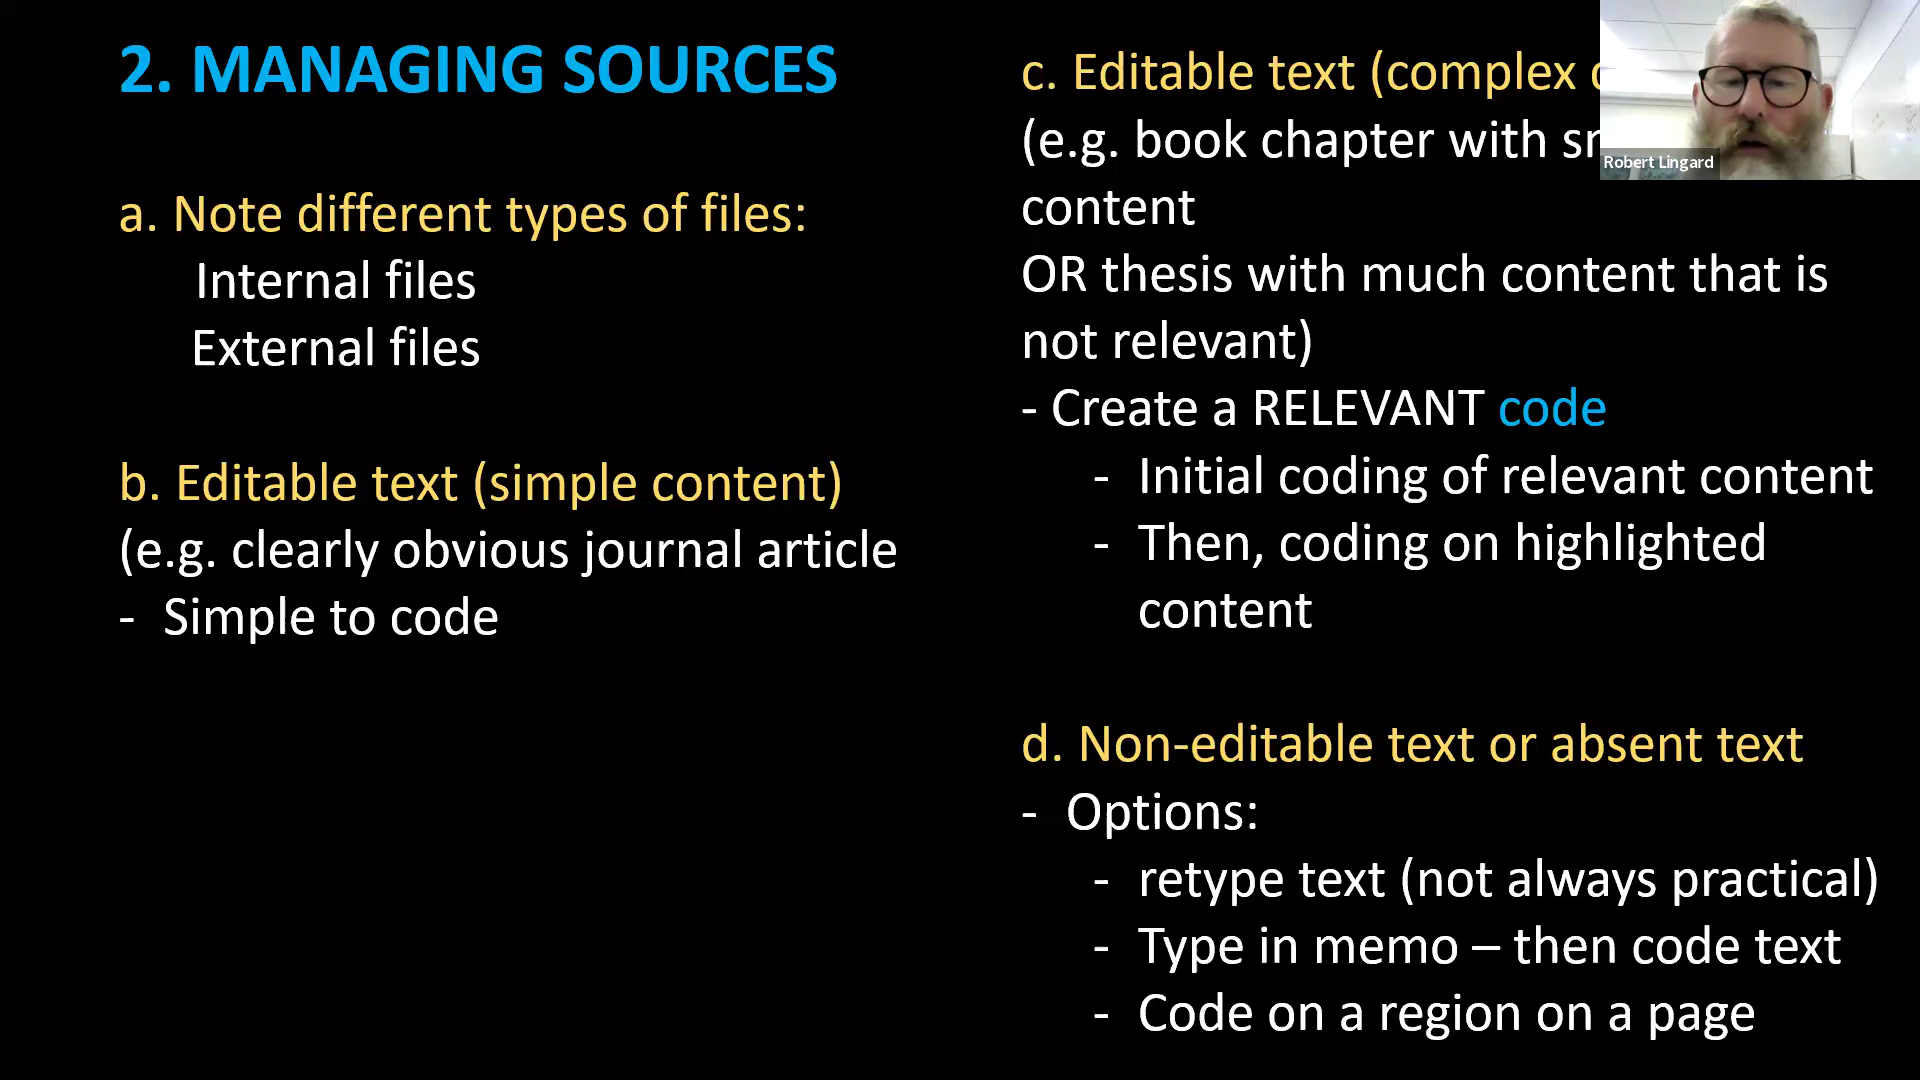 2. MANAGING SOURCES
a. Note different types of files:
Internal files
External files
b. Editable text (simple content)
(e.g. clearly obvious journal article
- Simple to code
c. Editable text (complex
(e.g. book chapter with
content
OR thesis with much content that is
not relevant)
- Create a RELEVANT code
- Initial coding of relevant content
- Then, coding on highlighted
content
d. Non-editable text or absent text
- Options:
- retype text (not always practical)
- Type in memo – then code text
- Code on a region on a page
Robert Lingard